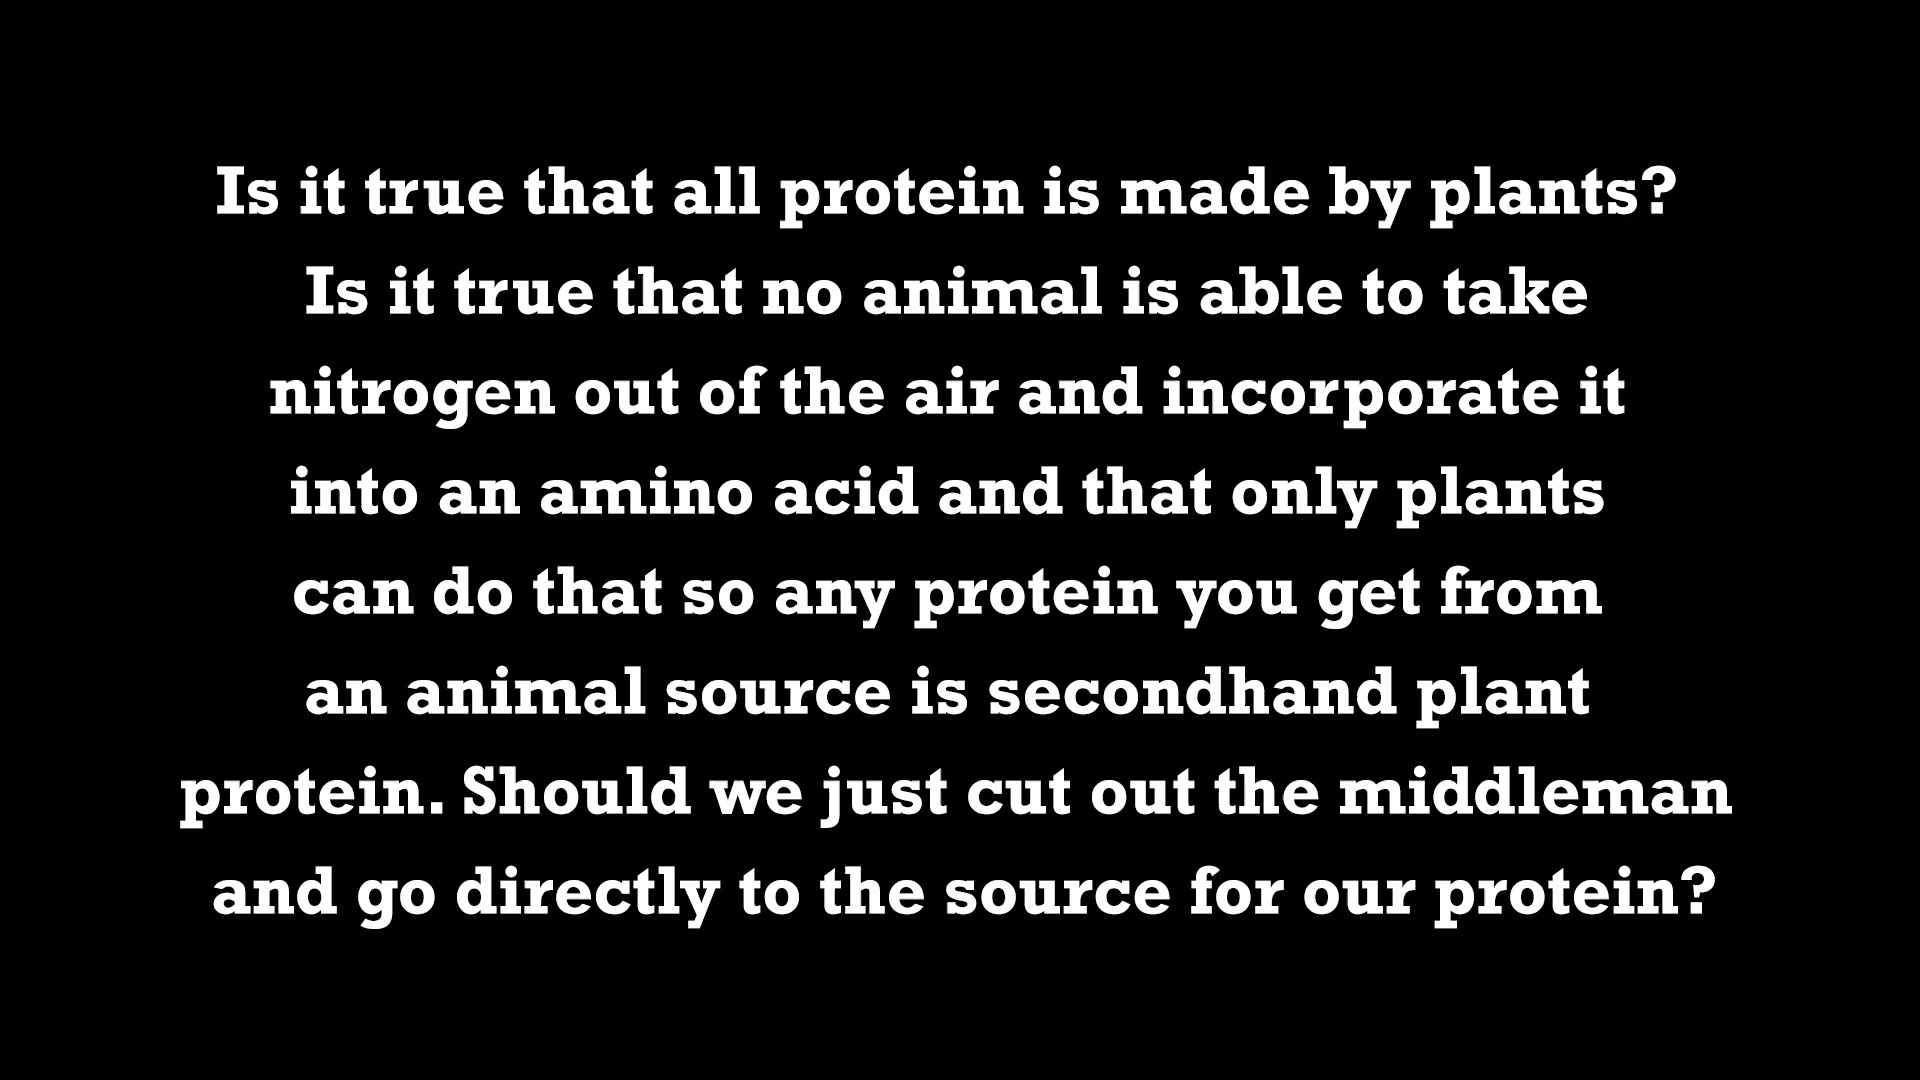 Is it true that all protein is made by plants?
Is it true that no animal is able to take
nitrogen out of the air and incorporate it
into an amino acid and that only plants
can do that so any protein you get from
an animal source is secondhand plant
protein. Should we just cut out the middleman
and go directly to the source for our protein?